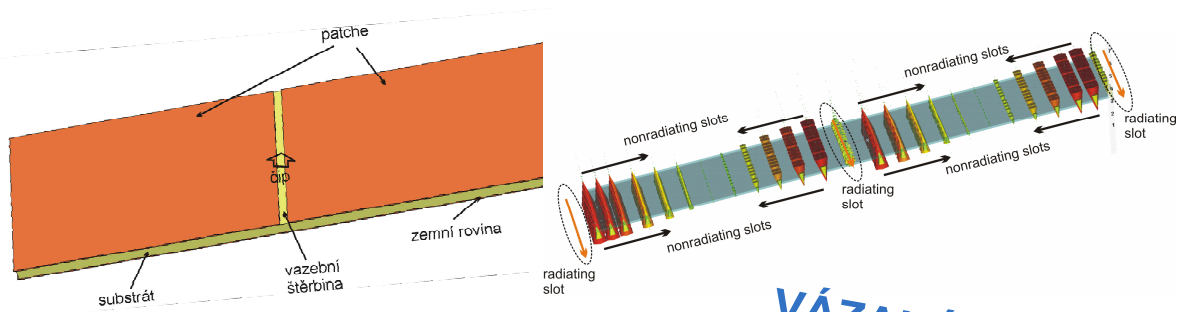 patche
čip
zemní rovina
vazební
štěrbina
substrát
nonradiating slots
nonradiating slots
radiating
slot
nonradiating slots
nonradiating slots
radiating
slot
nonradiating slots
radiating
slot